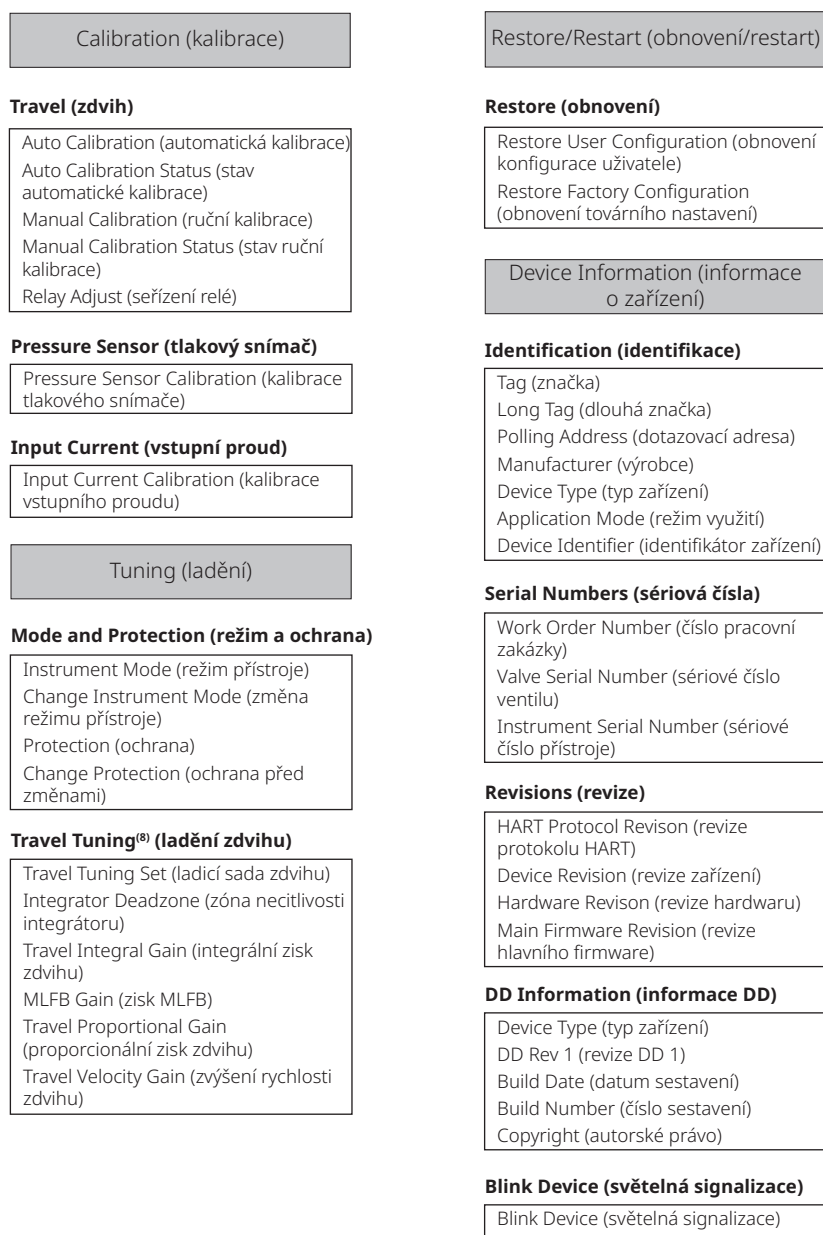 Calibration (kalibrace)
Travel (zdvih)
Auto Calibration (automatická kalibrace)
Auto Calibration Status (stav
automatické kalibrace)
Manual Calibration (ruční kalibrace)
Manual Calibration Status (stav ruční
kalibrace)
Relay Adjust (seřízení relé)
Pressure Sensor (tlakový snímač)
Pressure Sensor Calibration (kalibrace
tlakového snímače)
Input Current (vstupní proud)
Input Current Calibration (kalibrace
vstupního proudu)
Tuning (ladění)
Mode and Protection (režim a ochrana)
Instrument Mode (režim přístroje)
Change Instrument Mode (změna
režimu přístroje)
Protection (ochrana)
Change Protection (ochrana před
změnami)
Travel Tuning(8) (ladění zdvihu)
Travel Tuning Set (ladicí sada zdvihu)
Integrator Deadzone (zóna necitlivosti
integrátoru)
Travel Integral Gain (integrální zisk
zdvihu)
MLFB Gain (zisk MLFB)
Travel Proportional Gain
(proporcionální zisk zdvihu)
Travel Velocity Gain (zvýšení rychlosti
zdvihu)
Restore/Restart (obnovení/restart)
Restore (obnovení)
Restore User Configuration (obnovení
konfigurace uživatele)
Restore Factory Configuration
(obnovení továrního nastavení)
Device Information (informace
o zařízení)
Identification (identifikace)
Tag (značka)
Long Tag (dlouhá značka)
Polling Address (dotazovací adresa)
Manufacturer (výrobce)
Device Type (typ zařízení)
Application Mode (režim využití)
Device Identifier (identifikátor zařízení)
Serial Numbers (sériová čísla)
Work Order Number (číslo pracovní
zakázky)
Valve Serial Number (sériové číslo
ventilu)
Instrument Serial Number (sériové
číslo přístroje)
Revisions (revize)
HART Protocol Revison (revize
protokolu HART)
Device Revision (revize zařízení)
Hardware Revison (revize hardwaru)
Main Firmware Revision (revize
hlavního firmware)
DD Information (informace DD)
Device Type (typ zařízení)
DD Rev 1 (revize DD 1)
Build Date (datum sestavení)
Build Number (číslo sestavení)
Copyright (autorské právo)
Blink Device (světelná signalizace)
Blink Device (světelná signalizace)